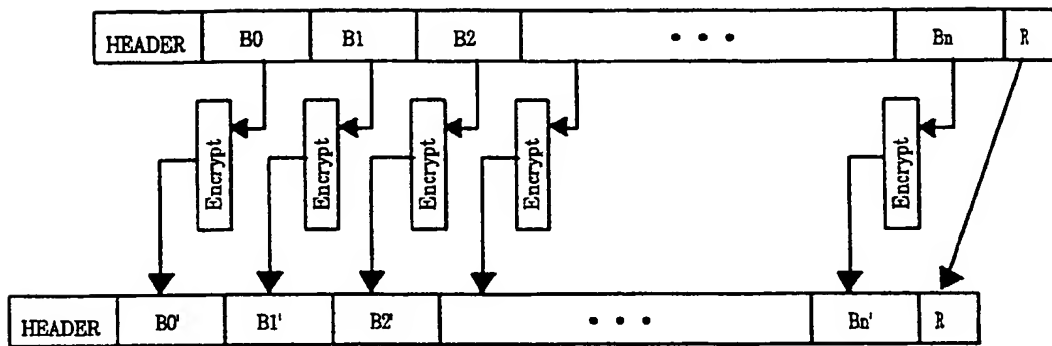 HEADER B0 B1 B2 • • • Bn R
Encrypt Encrypt Encrypt Encrypt Encrypt
HEADER B0' B1' B2' • • • Bn' R